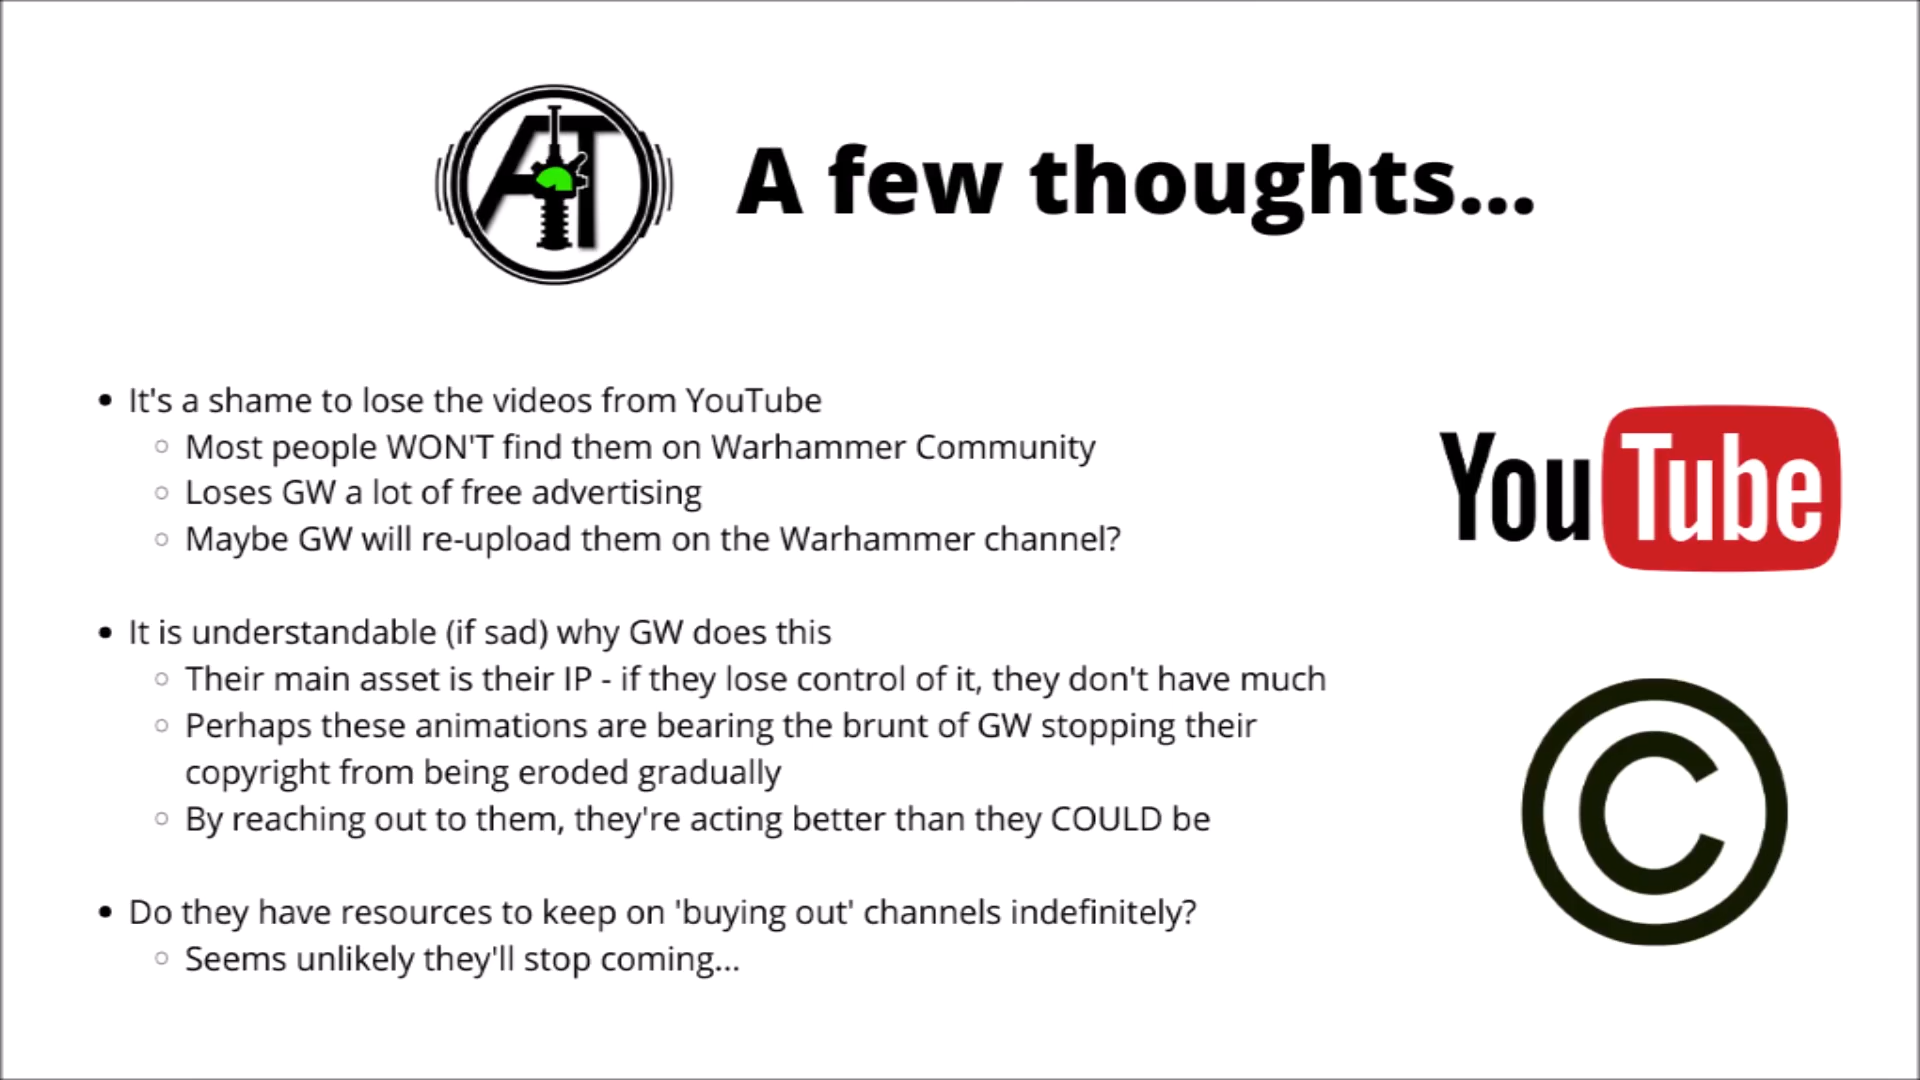 AT
A few thoughts...
• It's a shame to lose the videos from YouTube
○ Most people WON'T find them on Warhammer Community
○ Loses GW a lot of free advertising
○ Maybe GW will re-upload them on the Warhammer channel?
YouTube
• It is understandable (if sad) why GW does this
○ Their main asset is their IP - if they lose control of it, they don't have much
○ Perhaps these animations are bearing the brunt of GW stopping their
copyright from being eroded gradually
○ By reaching out to them, they're acting better than they COULD be
©
• Do they have resources to keep on 'buying out' channels indefinitely?
○ Seems unlikely they'll stop coming...